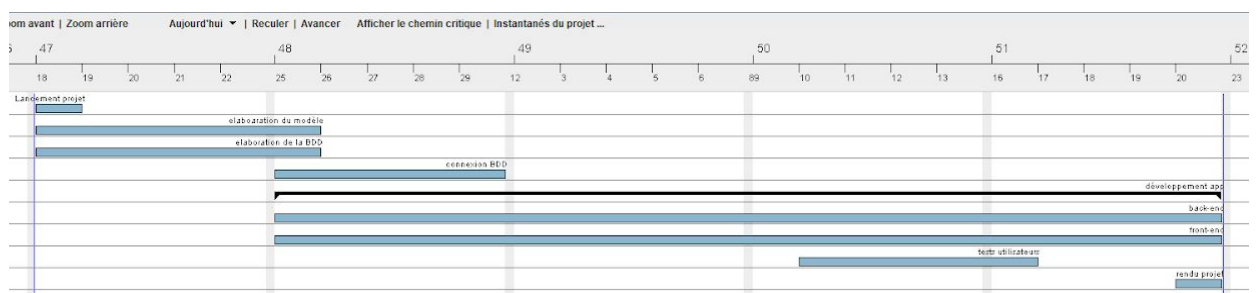 om avant | Zoom arrière Aujourd'hui | Reculer | Avancer Afficher le chemin critique | Instantanés du projet ...
47 48 49 50 51 52
18 19 20 21 22 25 26 27 28 29 12 3 4 5 6 89 10 11 12 13 16 17 18 19 20 23
Lancement projet
elaboration du modèle
elaboration de la BDD
connexion BDD
développement app
back-end
front-end
tests utilisateurs
rendu projet